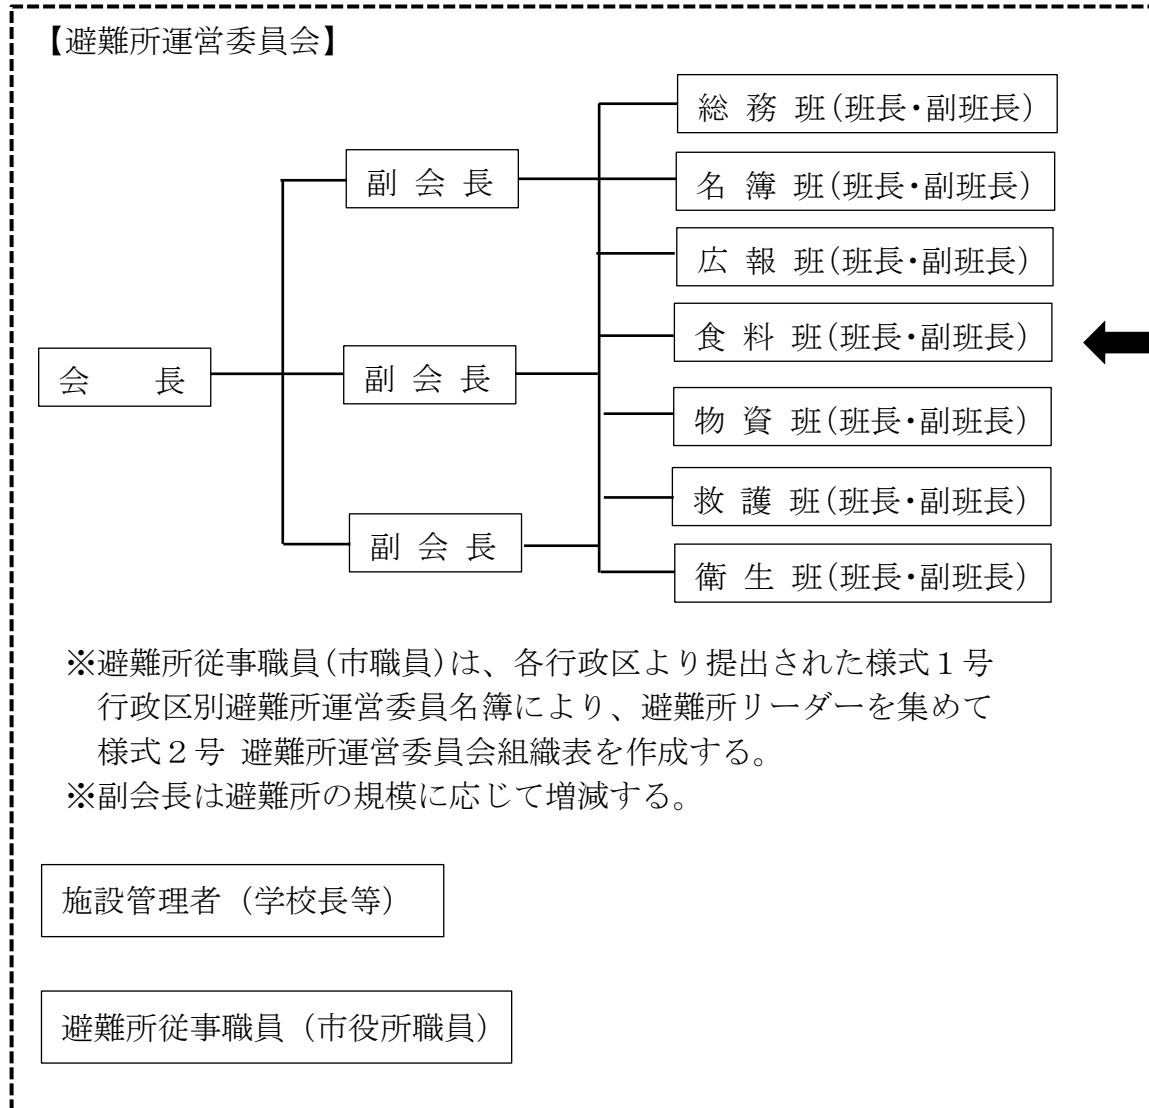 【避難所運営委員会】
総 務 班(班長・副班長)
副 会 長
名 簿 班(班長・副班長)
広 報 班(班長・副班長)
食 料 班(班長・副班長)
会 長
副 会 長
物 資 班(班長・副班長)
救 護 班(班長・副班長)
副 会 長
衛 生 班(班長・副班長)
※避難所従事職員(市職員)は、各行政区より提出された様式1号
行政区別避難所運営委員名簿により、避難所リーダーを集めて
様式2号 避難所運営委員会組織表を作成する。
※副会長は避難所の規模に応じて増減する。
施設管理者（学校長等）
避難所従事職員（市役所職員）